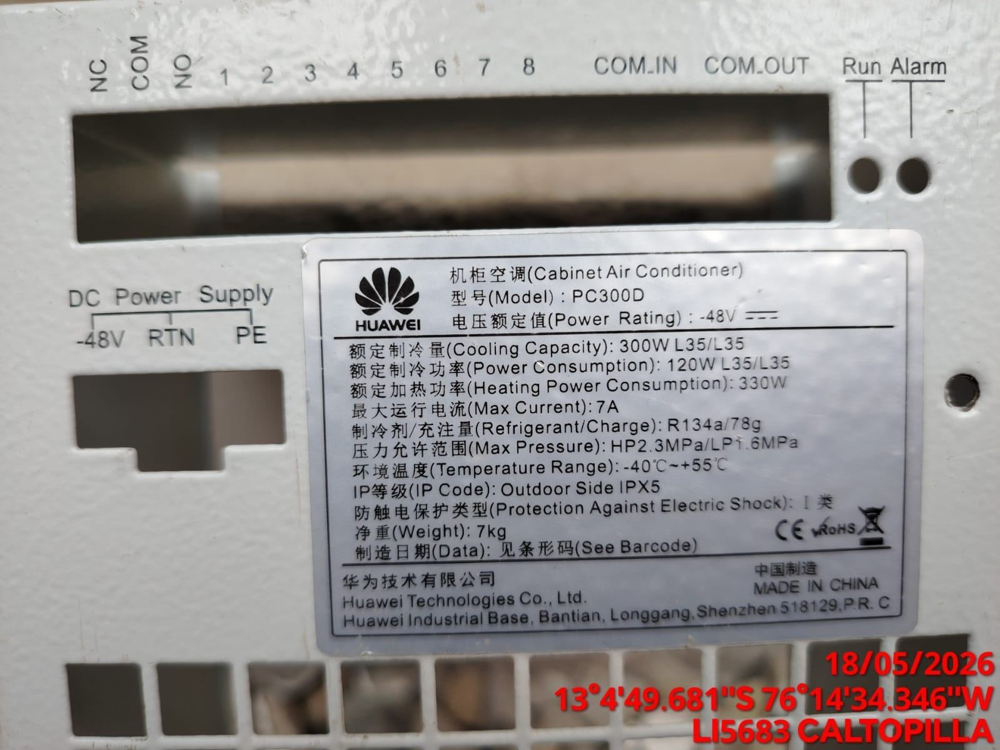 NC COM NO 1 2 3 4 5 6 7 8 COM_IN COM_OUT Run Alarm
DC Power Supply
-48V RTN PE
HUAWEI
机柜空调(Cabinet Air Conditioner)
型号(Model) : PC300D
电压额定值(Power Rating) : -48V ⎓
额定制冷量(Cooling Capacity): 300W L35/L35
额定制冷功率(Power Consumption): 120W L35/L35
额定加热功率(Heating Power Consumption): 330W
最大运行电流(Max Current): 7A
制冷剂/充注量(Refrigerant/Charge): R134a/78g
压力允许范围(Max Pressure): HP2.3MPa/LP1.6MPa
环境温度(Temperature Range): -40℃~+55℃
IP等级(IP Code): Outdoor Side IPX5
防触电保护类型(Protection Against Electric Shock): I 类
净重(Weight): 7kg
制造日期(Data): 见条形码(See Barcode)
CE RoHS
华为技术有限公司
中国制造
Huawei Technologies Co., Ltd.
MADE IN CHINA
Huawei Industrial Base, Bantian, Longgang, Shenzhen 518129, P.R. C
18/05/2026
13°4'49.681"S 76°14'34.346"W
LI5683 CALTOPILLA